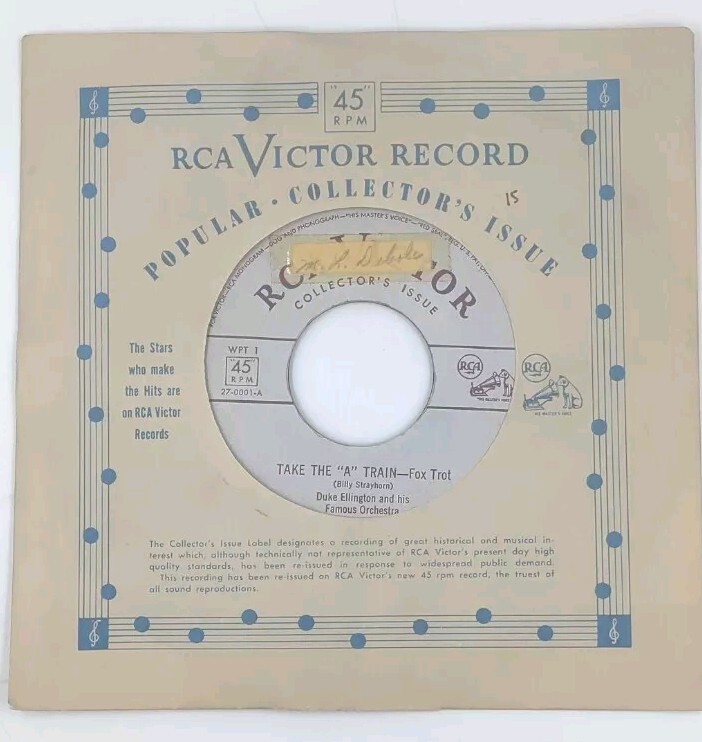 "45"
RPM
RCA VICTOR RECORD
POPULAR · COLLECTOR'S ISSUE
15
COLLECTOR'S ISSUE
WPT 1
"45"
RPM
27-0001-A
RCA
RCA
"HIS MASTER'S VOICE"
The Stars
who make
the Hits are
on RCA Victor
Records
TAKE THE "A" TRAIN—Fox Trot
(Billy Strayhorn)
Duke Ellington and his
Famous Orchestra
The Collector's Issue Label designates a recording of great historical and musical in-
terest which, although technically not representative of RCA Victor's present day high
quality standards, has been re-issued in response to widespread public demand.
This recording has been re-issued on RCA Victor's new 45 rpm record, the truest of
all sound reproductions.